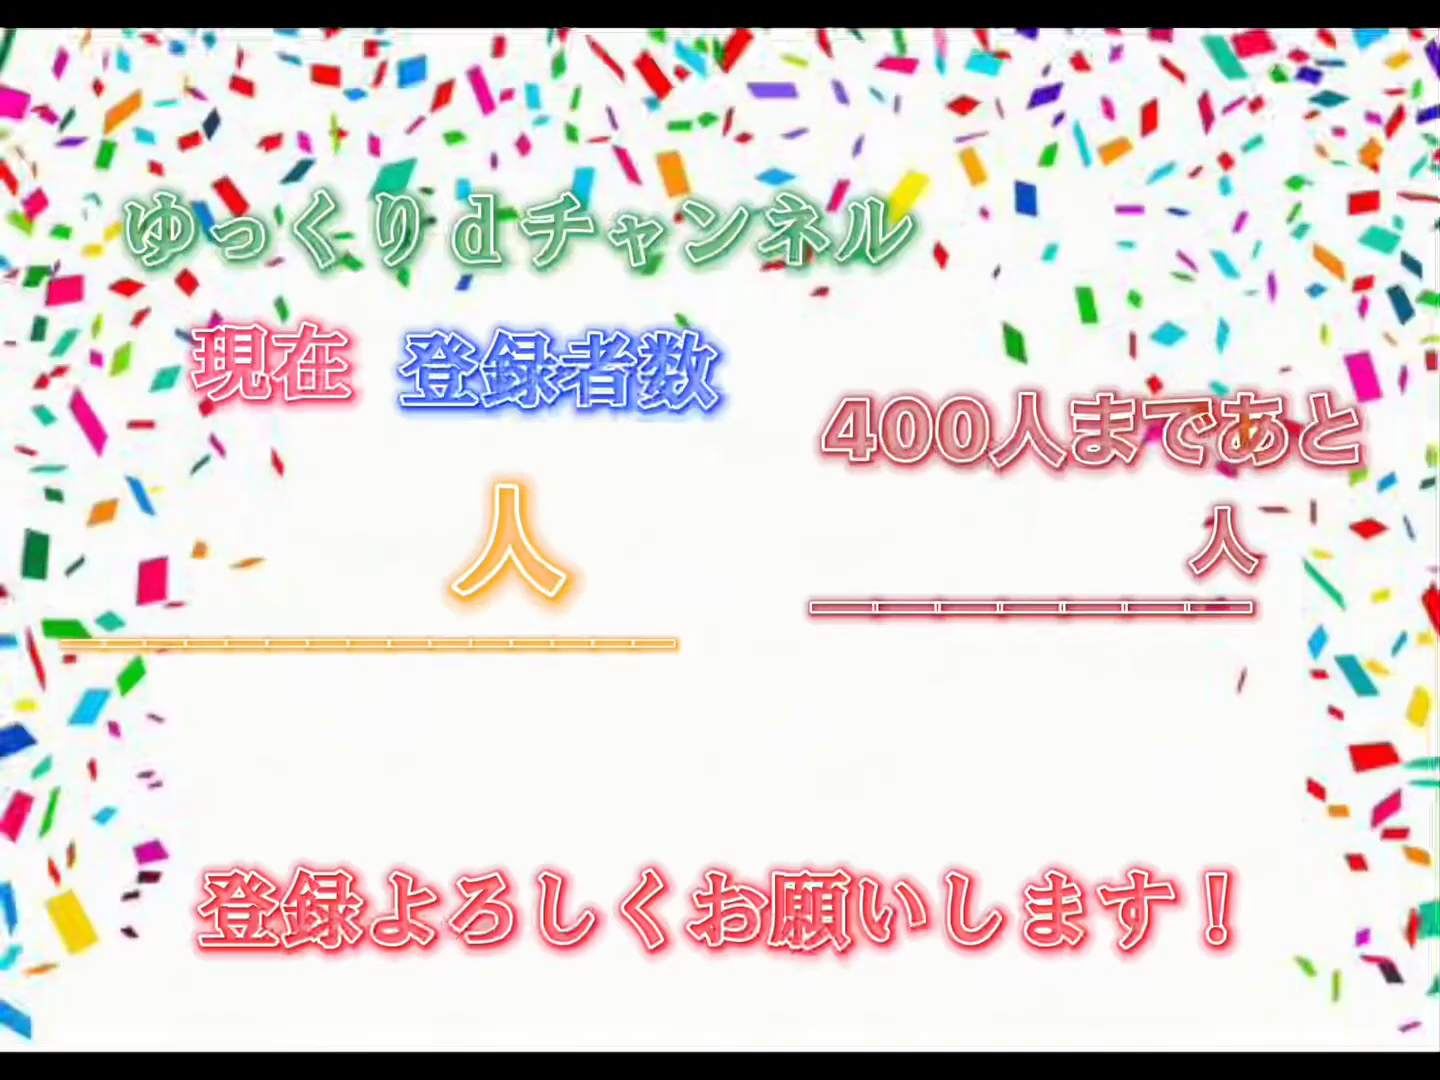 ゆっくりdチャンネル
現在 登録者数
400人まであと
人
人
登録よろしくお願いします！